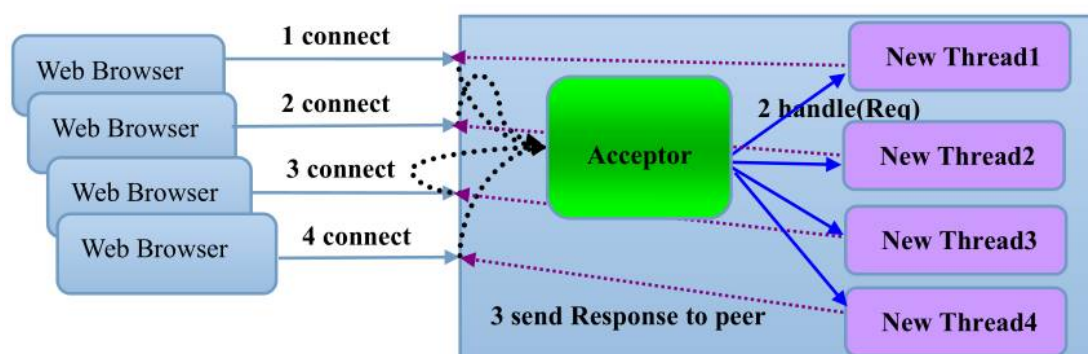 1 connect
New Thread1
Web Browser
2 connect
2 handle(Req)
Web Browser
Acceptor
New Thread2
3 connect
Web Browser
4 connect
New Thread3
Web Browser
3 send Response to peer
New Thread4